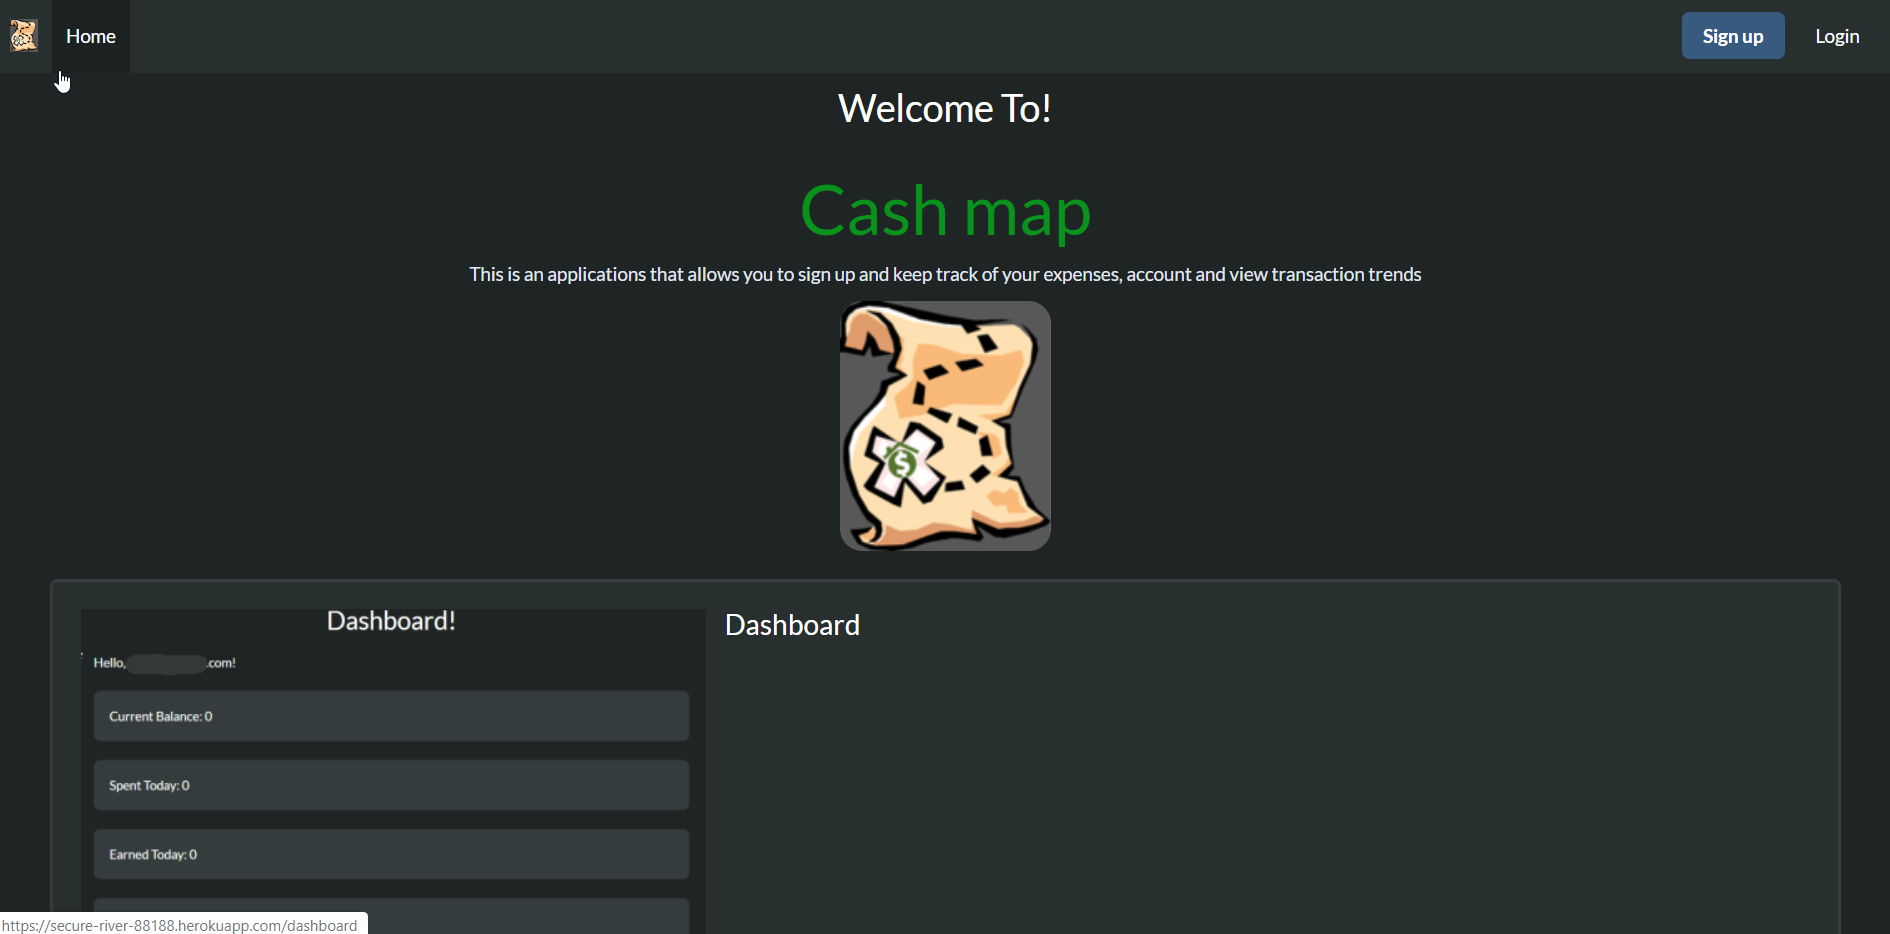 Home
Sign up
Login
Welcome To!
Cash map
This is an applications that allows you to sign up and keep track of your expenses, account and view transaction trends
$
Dashboard!
Dashboard
Hello, .com!
Current Balance: 0
Spent Today: 0
Earned Today: 0
https://secure-river-88188.herokuapp.com/dashboard